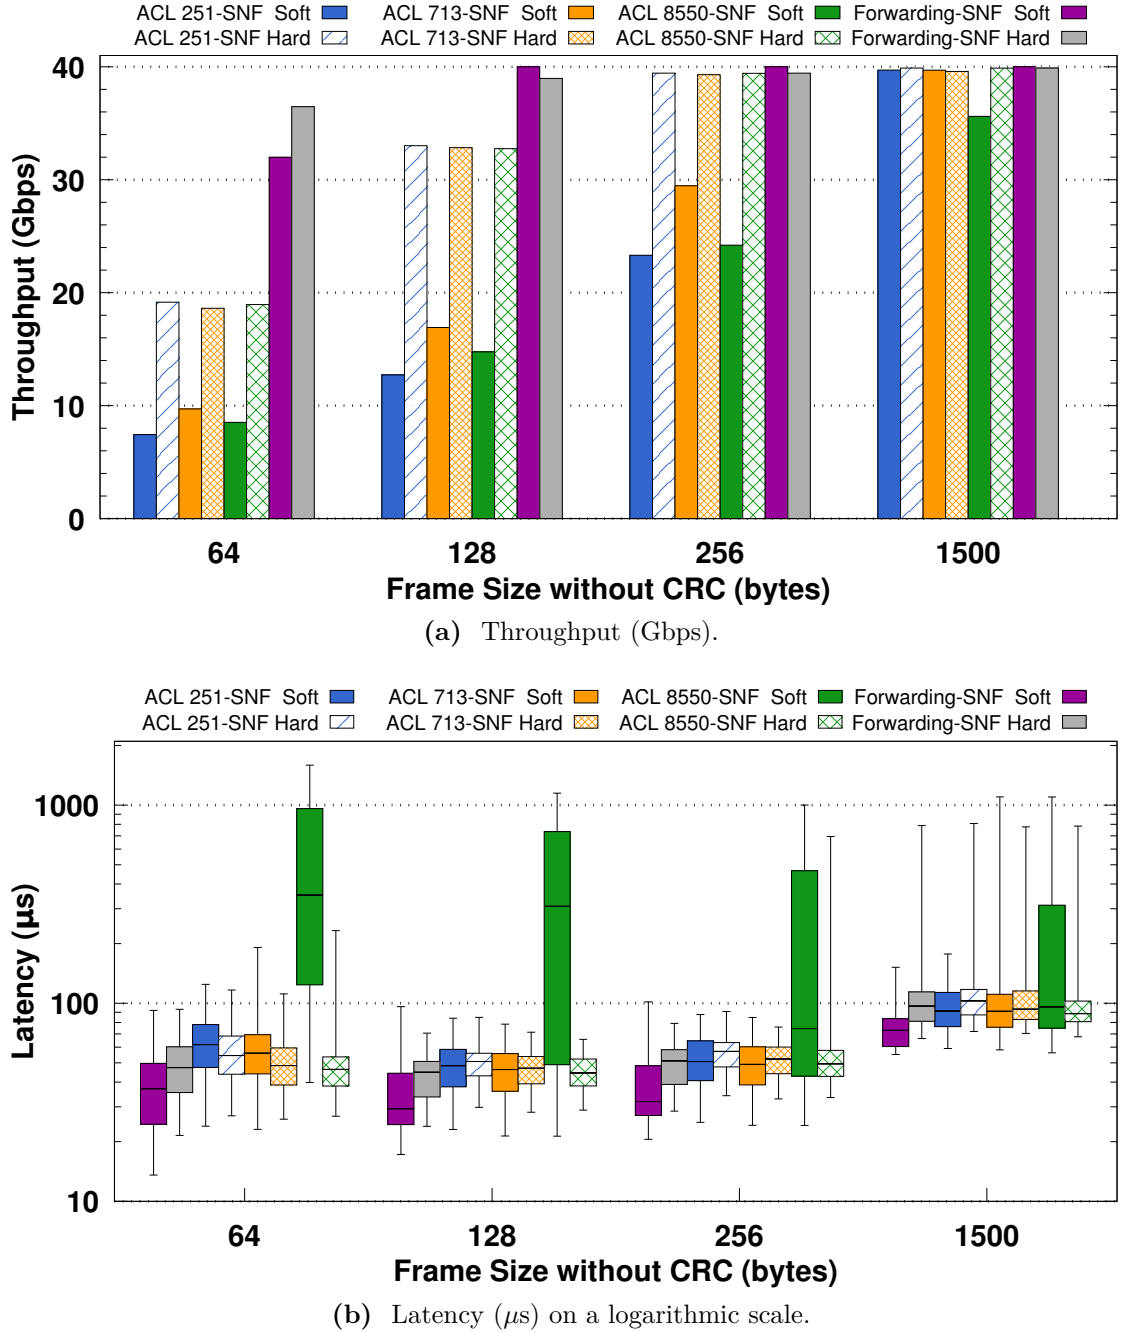 ACL 251-SNF Soft ACL 713-SNF Soft ACL 8550-SNF Soft Forwarding-SNF Soft
ACL 251-SNF Hard ACL 713-SNF Hard ACL 8550-SNF Hard Forwarding-SNF Hard
40
30
20
10
0
Throughput (Gbps)
64 128 256 1500
Frame Size without CRC (bytes)
(a) Throughput (Gbps).
ACL 251-SNF Soft ACL 713-SNF Soft ACL 8550-SNF Soft Forwarding-SNF Soft
ACL 251-SNF Hard ACL 713-SNF Hard ACL 8550-SNF Hard Forwarding-SNF Hard
1000
100
10
Latency (µs)
64 128 256 1500
Frame Size without CRC (bytes)
(b) Latency (µs) on a logarithmic scale.